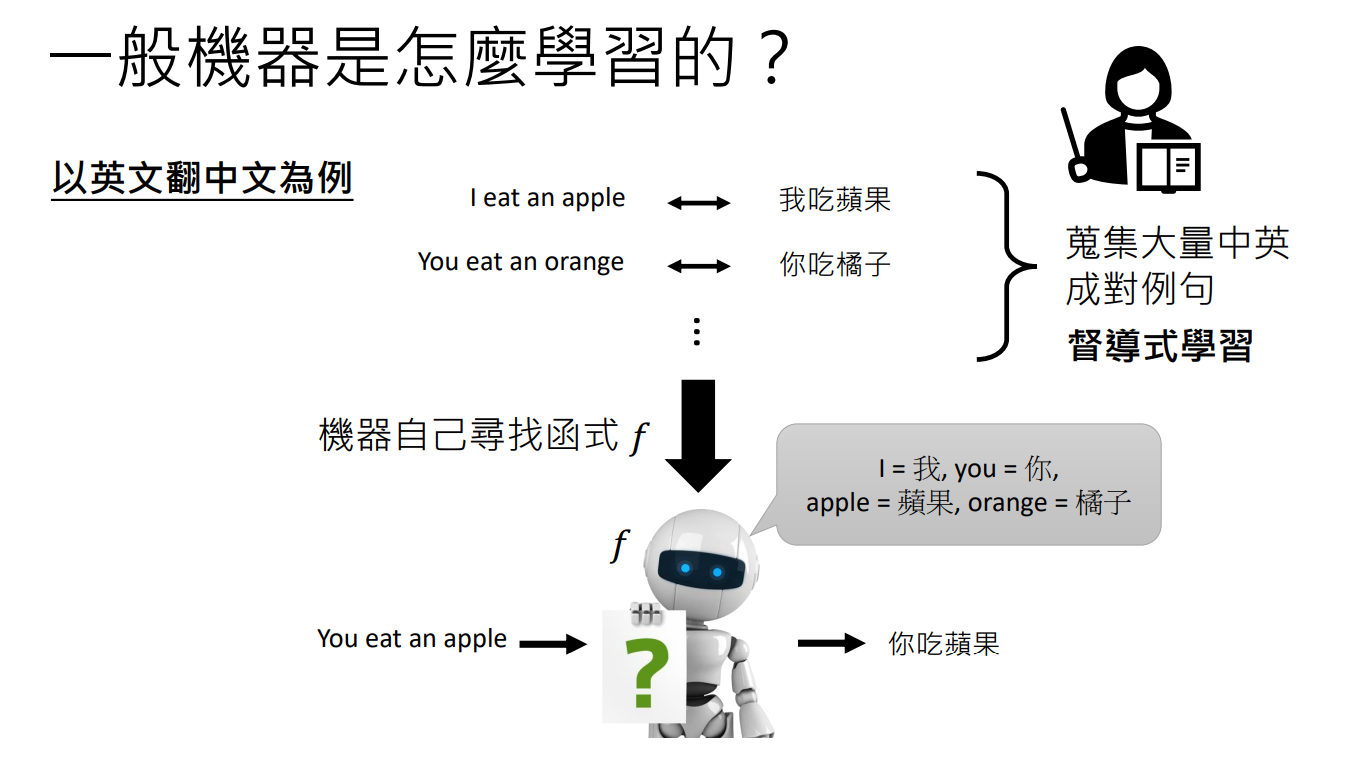 一般機器是怎麼學習的？
以英文翻中文為例
I eat an apple 我吃蘋果
You eat an orange 你吃橘子
⋮
蒐集大量中英
成對例句
督導式學習
機器自己尋找函式 f
I = 我, you = 你,
apple = 蘋果, orange = 橘子
f
You eat an apple ? 你吃蘋果